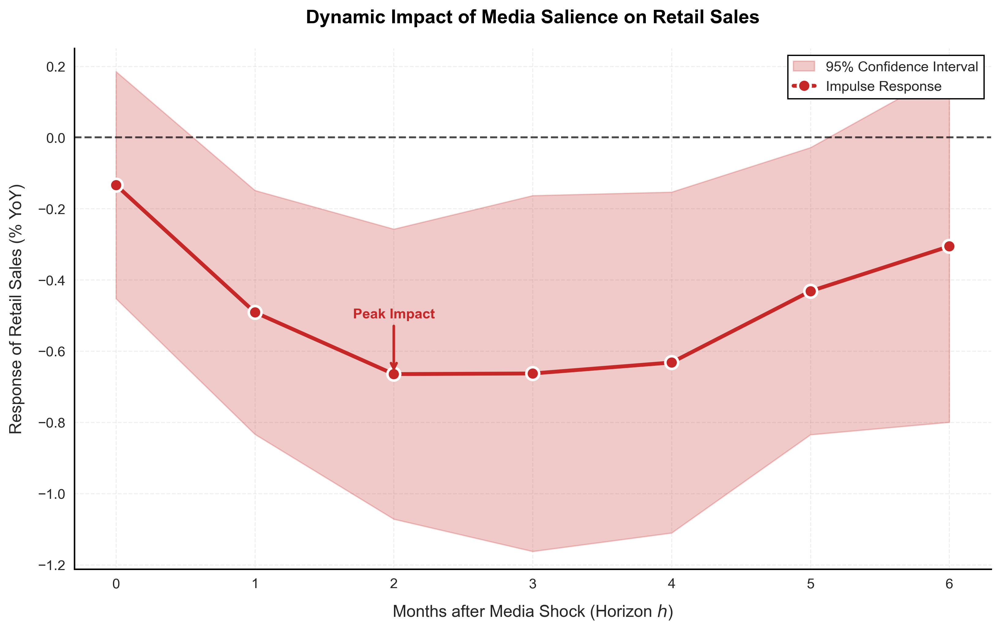 Dynamic Impact of Media Salience on Retail Sales
95% Confidence Interval
Impulse Response
Response of Retail Sales (% YoY)
0.2
0.0
−0.2
−0.4
−0.6
−0.8
−1.0
−1.2
Peak Impact
0 1 2 3 4 5 6
Months after Media Shock (Horizon h)